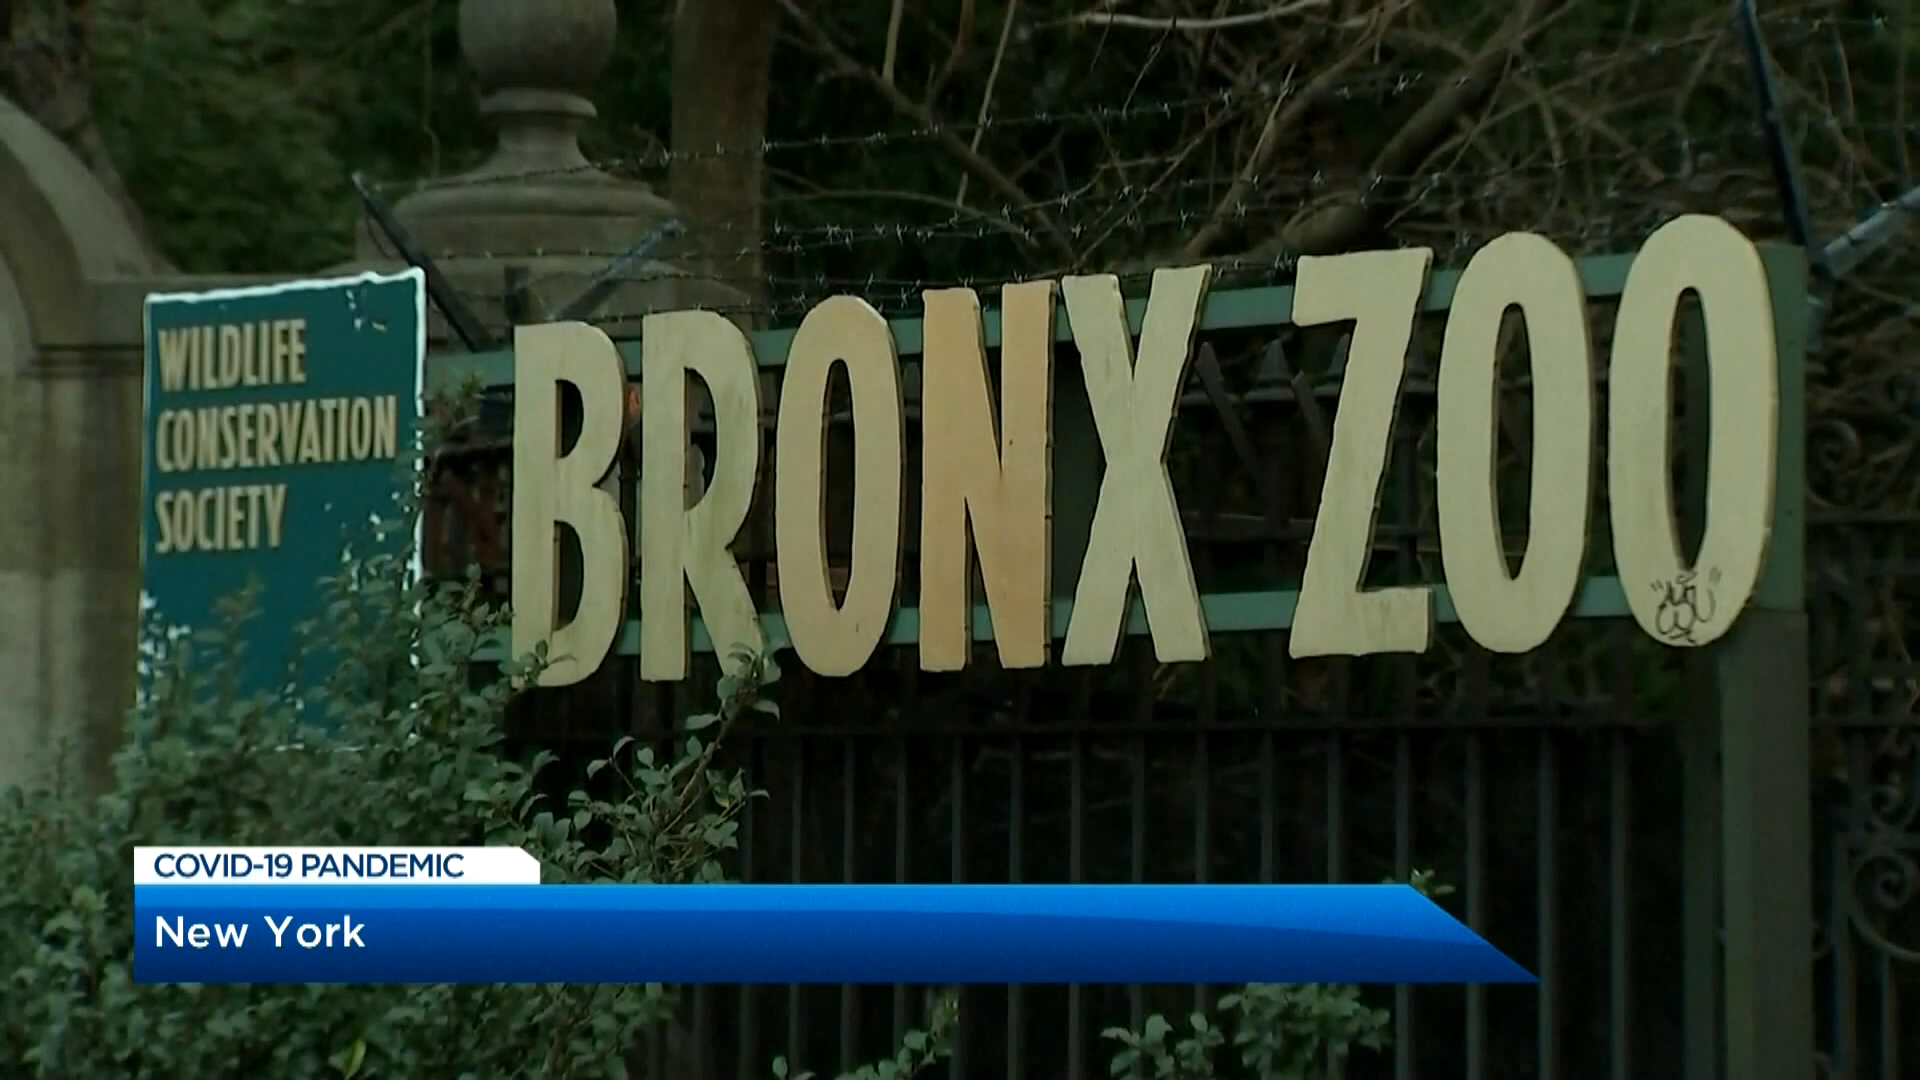 WILDLIFE
CONSERVATION
SOCIETY
BRONX ZOO
COVID-19 PANDEMIC
New York